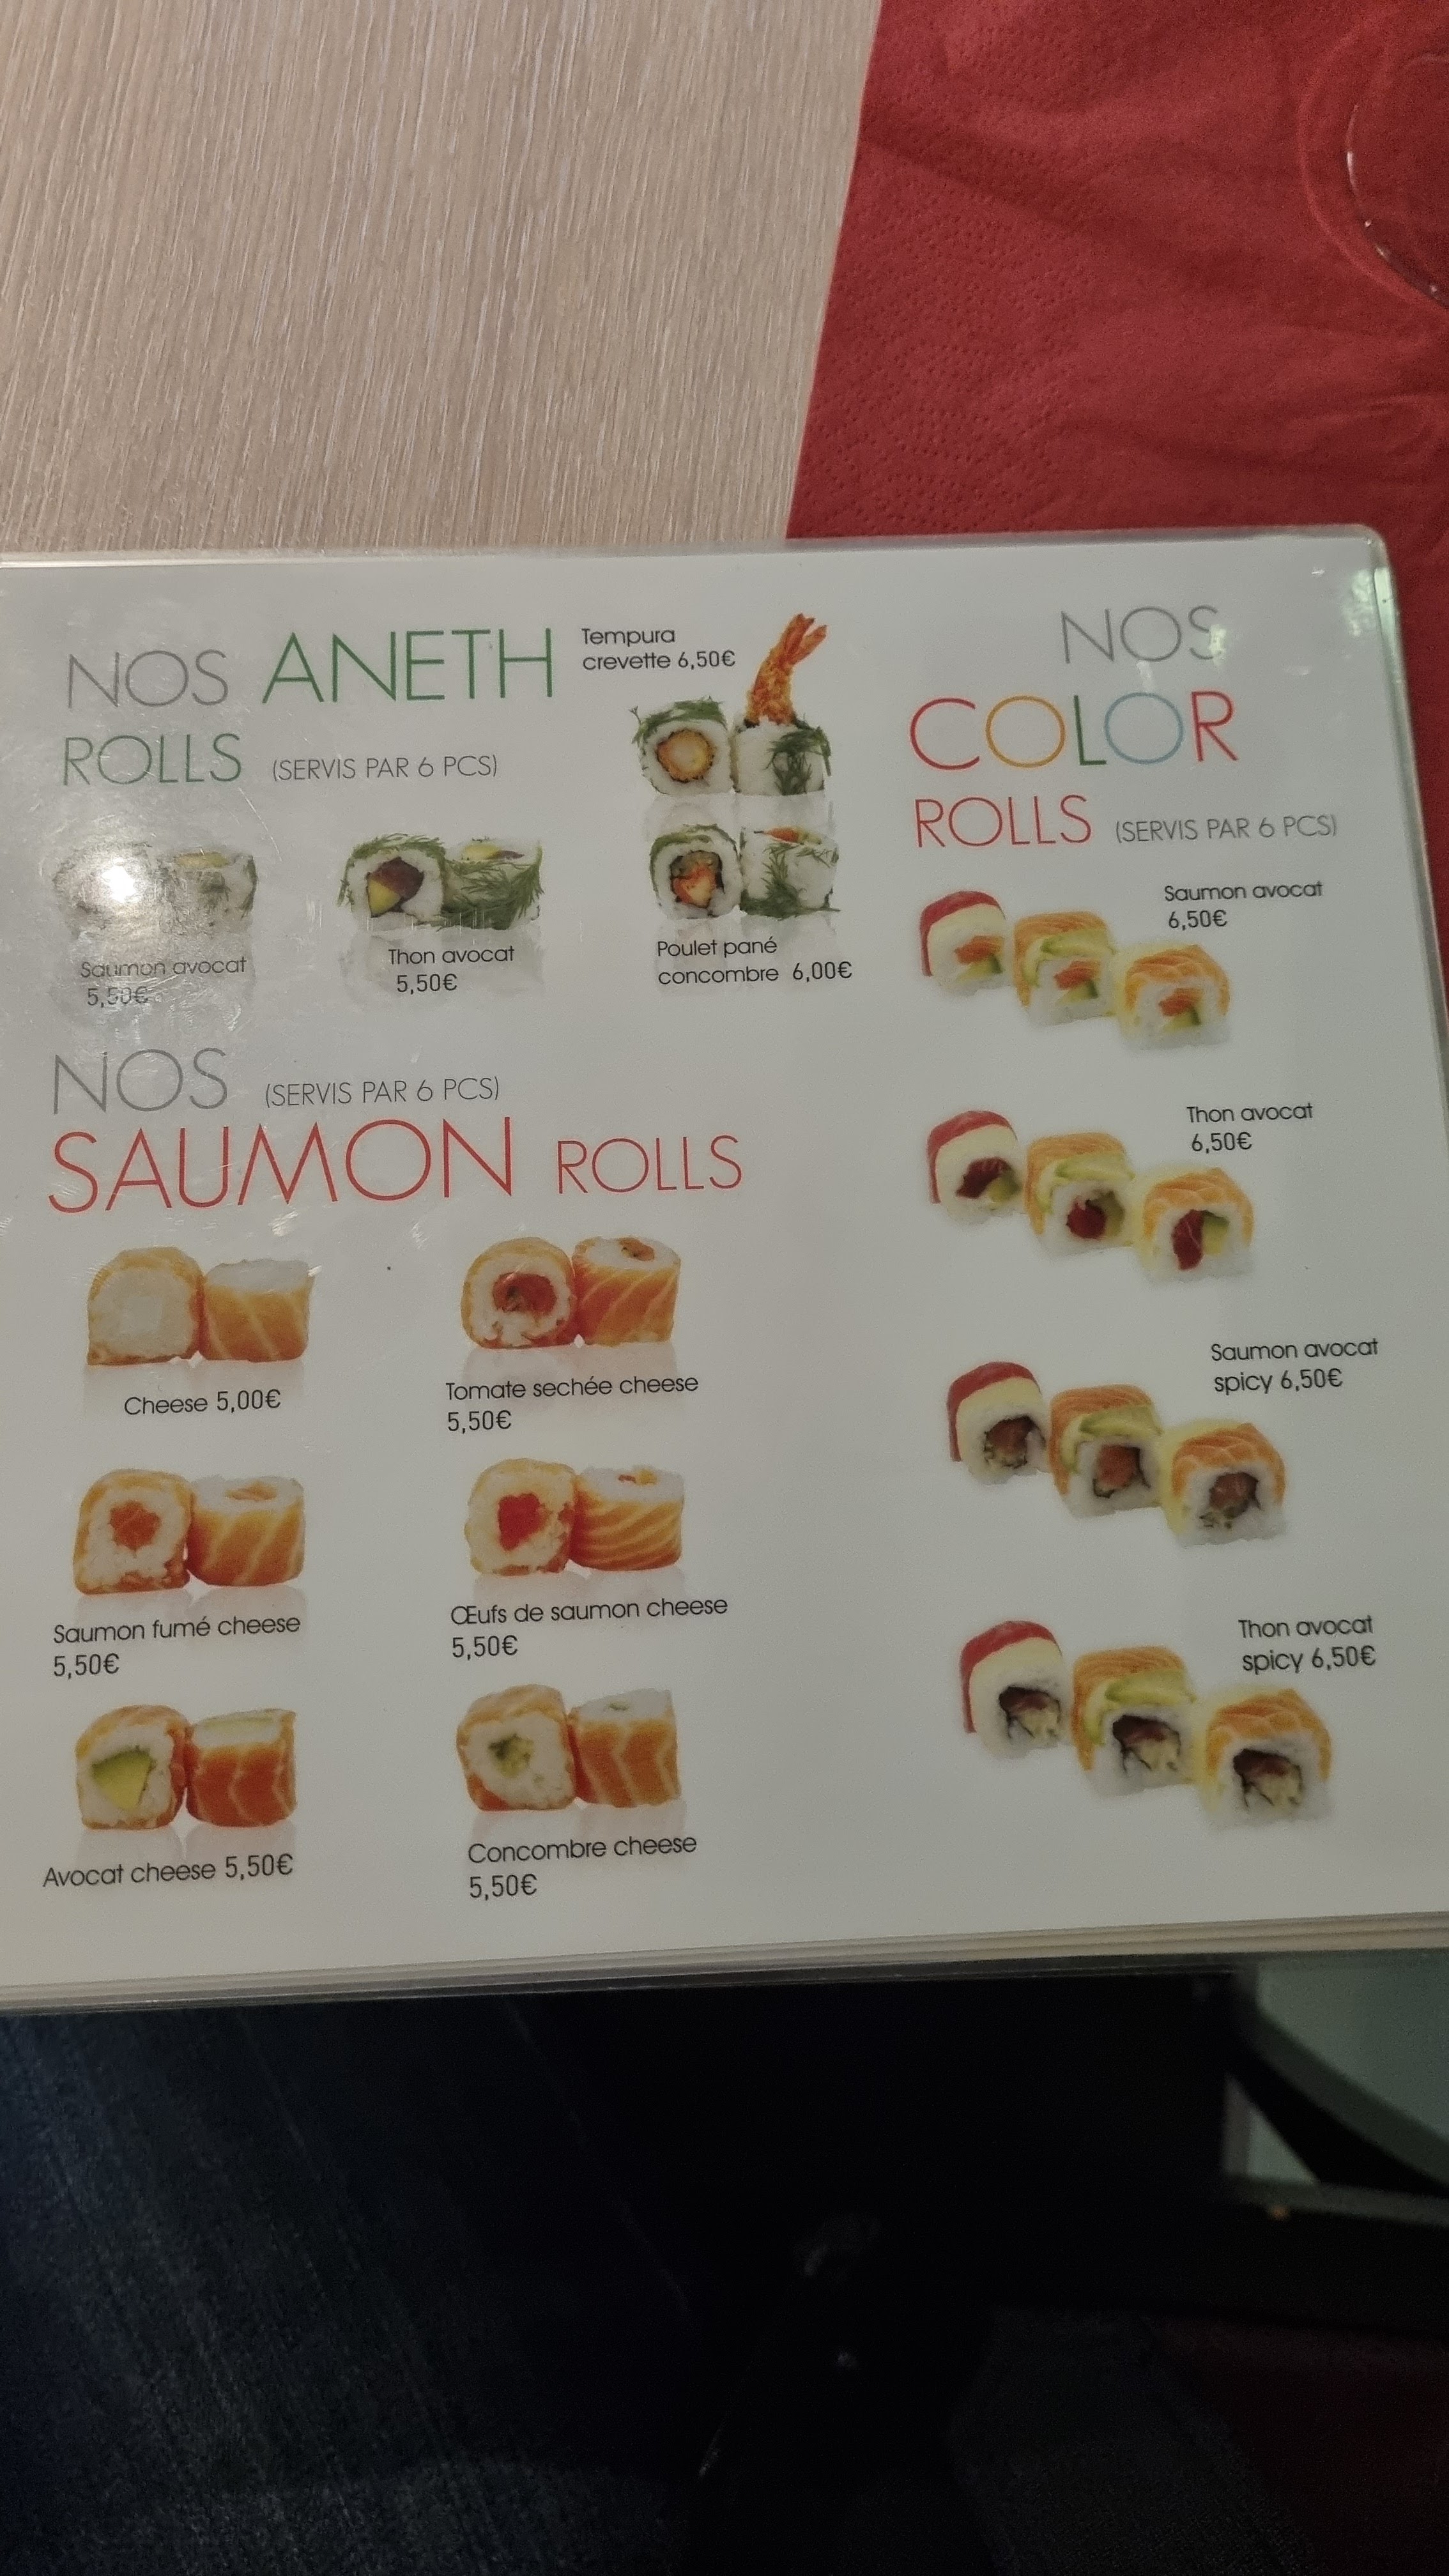 NOS ANETH
ROLLS (SERVIS PAR 6 PCS)
Tempura
crevette 6,50€
Saumon avocat
5,50€
Thon avocat
5,50€
Poulet pané
concombre 6,00€
NOS (SERVIS PAR 6 PCS)
SAUMON ROLLS
Cheese 5,00€
Tomate sechée cheese
5,50€
Saumon fumé cheese
5,50€
Œufs de saumon cheese
5,50€
Avocat cheese 5,50€
Concombre cheese
5,50€
NOS
COLOR
ROLLS (SERVIS PAR 6 PCS)
Saumon avocat
6,50€
Thon avocat
6,50€
Saumon avocat
spicy 6,50€
Thon avocat
spicy 6,50€